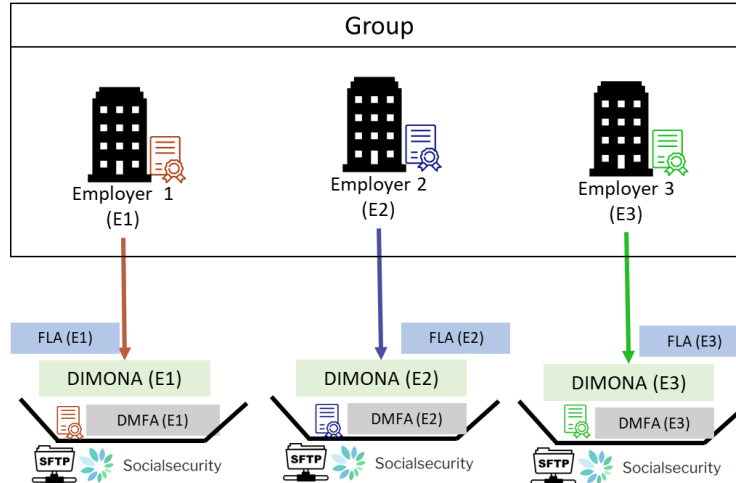 Group
Employer 1
(E1)
Employer 2
(E2)
Employer 3
(E3)
FLA (E1)
FLA (E2)
FLA (E3)
DIMONA (E1)
DIMONA (E2)
DIMONA (E3)
DMFA (E1)
DMFA (E2)
DMFA (E3)
SFTP
Socialsecurity
SFTP
Socialsecurity
SFTP
Socialsecurity